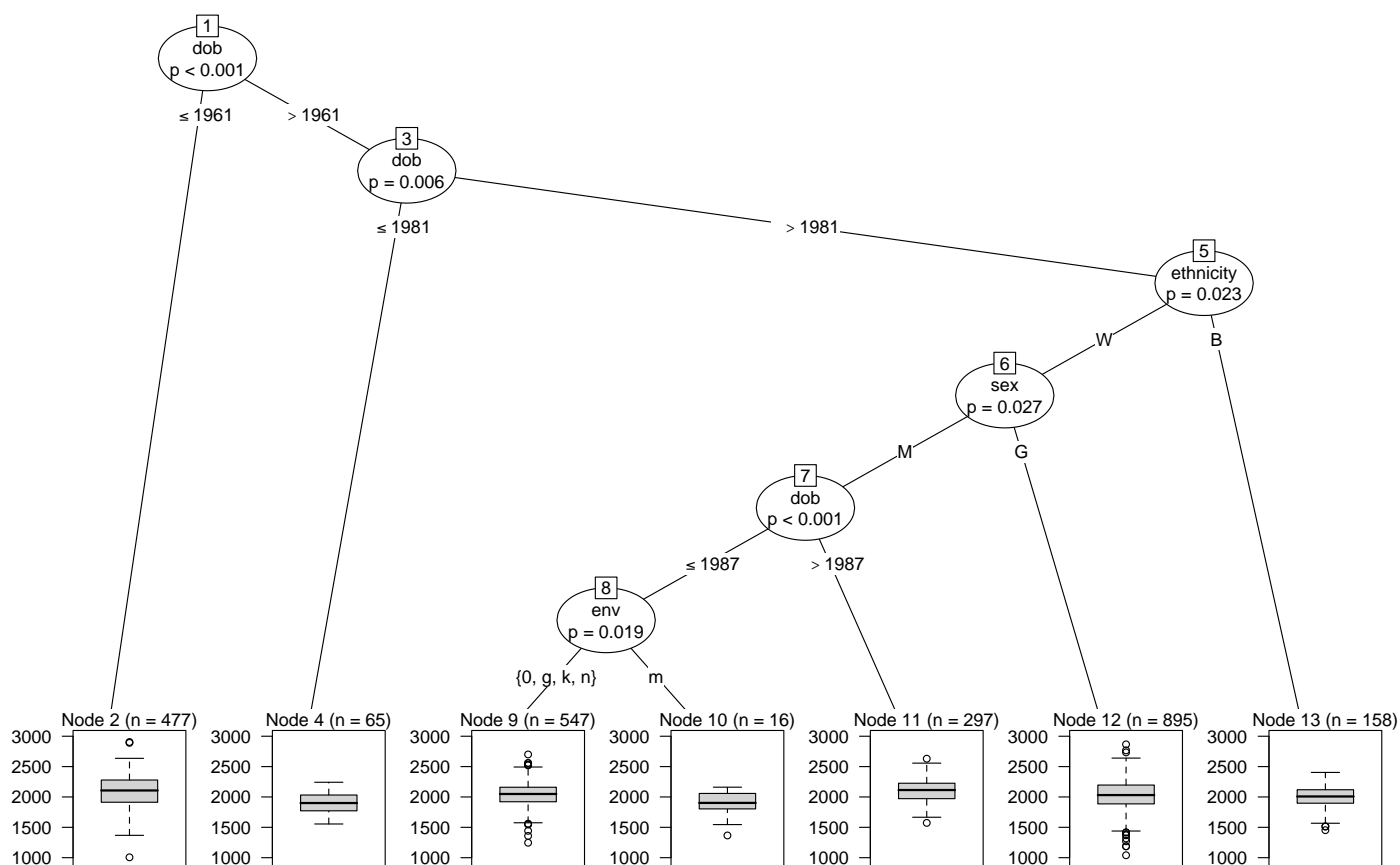 1
dob
p < 0.001
≤ 1961
> 1961
3
dob
p = 0.006
≤ 1981
> 1981
5
ethnicity
p = 0.023
W
B
6
sex
p = 0.027
M
G
7
dob
p < 0.001
≤ 1987
> 1987
8
env
p = 0.019
{0, g, k, n}
m
Node 2 (n = 477)
3000
2500
2000
1500
1000
Node 4 (n = 65)
3000
2500
2000
1500
1000
Node 9 (n = 547)
3000
2500
2000
1500
1000
Node 10 (n = 16)
3000
2500
2000
1500
1000
Node 11 (n = 297)
3000
2500
2000
1500
1000
Node 12 (n = 895)
3000
2500
2000
1500
1000
Node 13 (n = 158)
3000
2500
2000
1500
1000